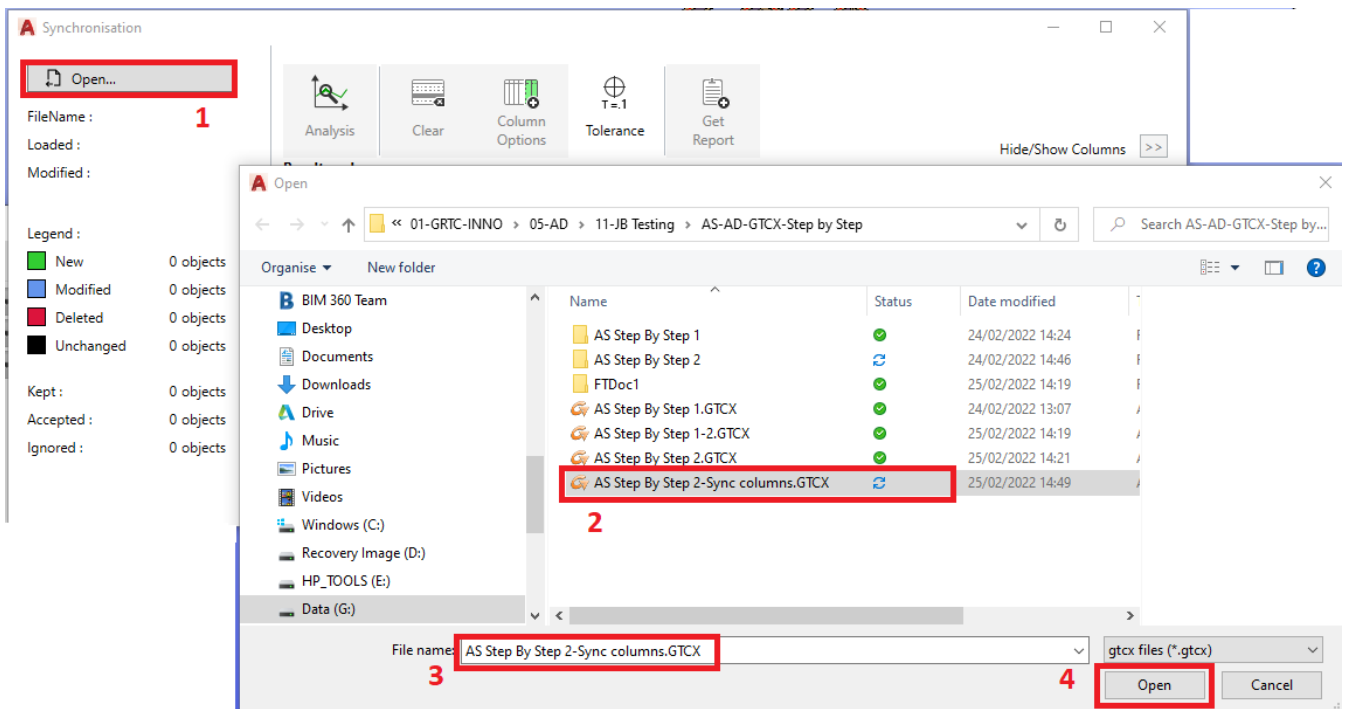 Synchronisation
Open...
1
FileName :
Loaded :
Modified :
Analysis
Clear
Column Options
T=.1
Tolerance
Get Report
Hide/Show Columns >>
Legend :
New 0 objects
Modified 0 objects
Deleted 0 objects
Unchanged 0 objects
Kept : 0 objects
Accepted : 0 objects
Ignored : 0 objects
Open
« 01-GRTC-INNO > 05-AD > 11-JB Testing > AS-AD-GTCX-Step by Step
Search AS-AD-GTCX-Step by...
Organise
New folder
BIM 360 Team
Desktop
Documents
Downloads
Drive
Music
Pictures
Videos
Windows (C:)
Recovery Image (D:)
HP_TOOLS (E:)
Data (G:)
Name Status Date modified
AS Step By Step 1 24/02/2022 14:24
AS Step By Step 2 24/02/2022 14:46
FTDoc1 25/02/2022 14:19
AS Step By Step 1.GTCX 24/02/2022 13:07
AS Step By Step 1-2.GTCX 25/02/2022 14:19
AS Step By Step 2.GTCX 25/02/2022 14:21
AS Step By Step 2-Sync columns.GTCX 25/02/2022 14:49
2
File name: AS Step By Step 2-Sync columns.GTCX
gtcx files (*.gtcx)
3
4
Open
Cancel